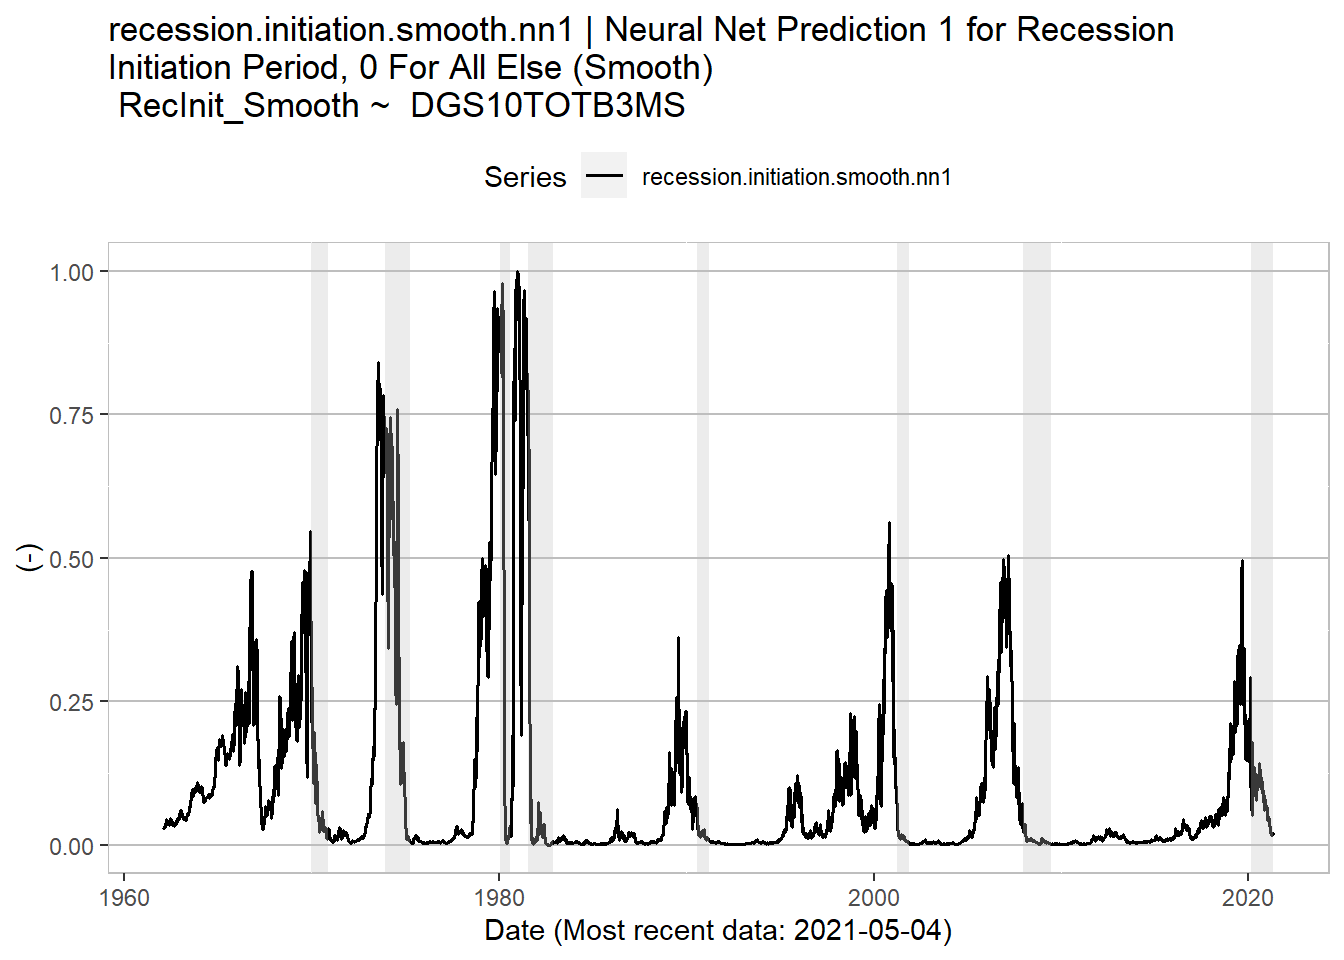 recession.initiation.smooth.nn1 | Neural Net Prediction 1 for Recession
Initiation Period, 0 For All Else (Smooth)
RecInit_Smooth ~  DGS10TOTB3MS
Series
recession.initiation.smooth.nn1
(-)
1.00
0.75
0.50
0.25
0.00
1960
1980
2000
2020
Date (Most recent data: 2021-05-04)